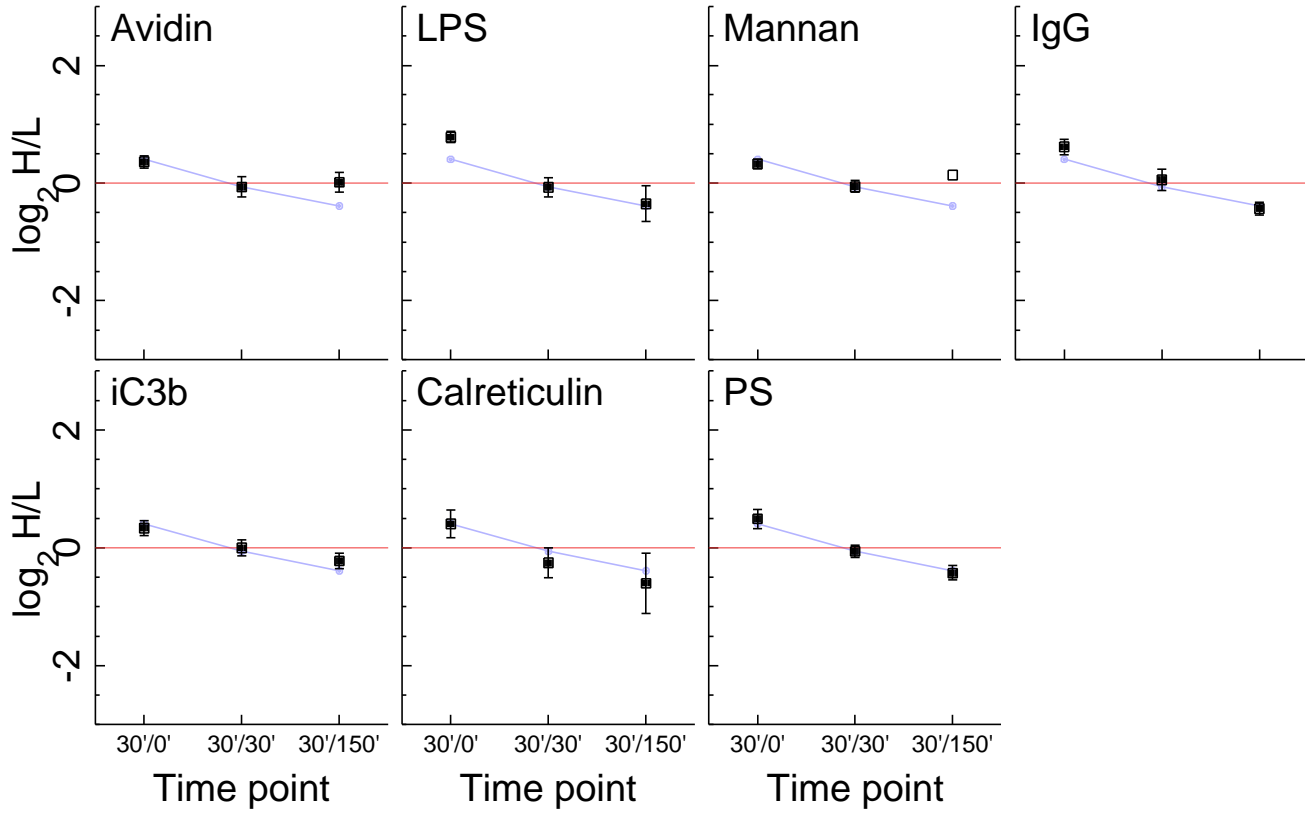 Avidin
LPS
Mannan
IgG
2
0
-2
log2 H/L
iC3b
Calreticulin
PS
2
0
-2
log2 H/L
30'/0' 30'/30' 30'/150'
30'/0' 30'/30' 30'/150'
30'/0' 30'/30' 30'/150'
Time point
Time point
Time point